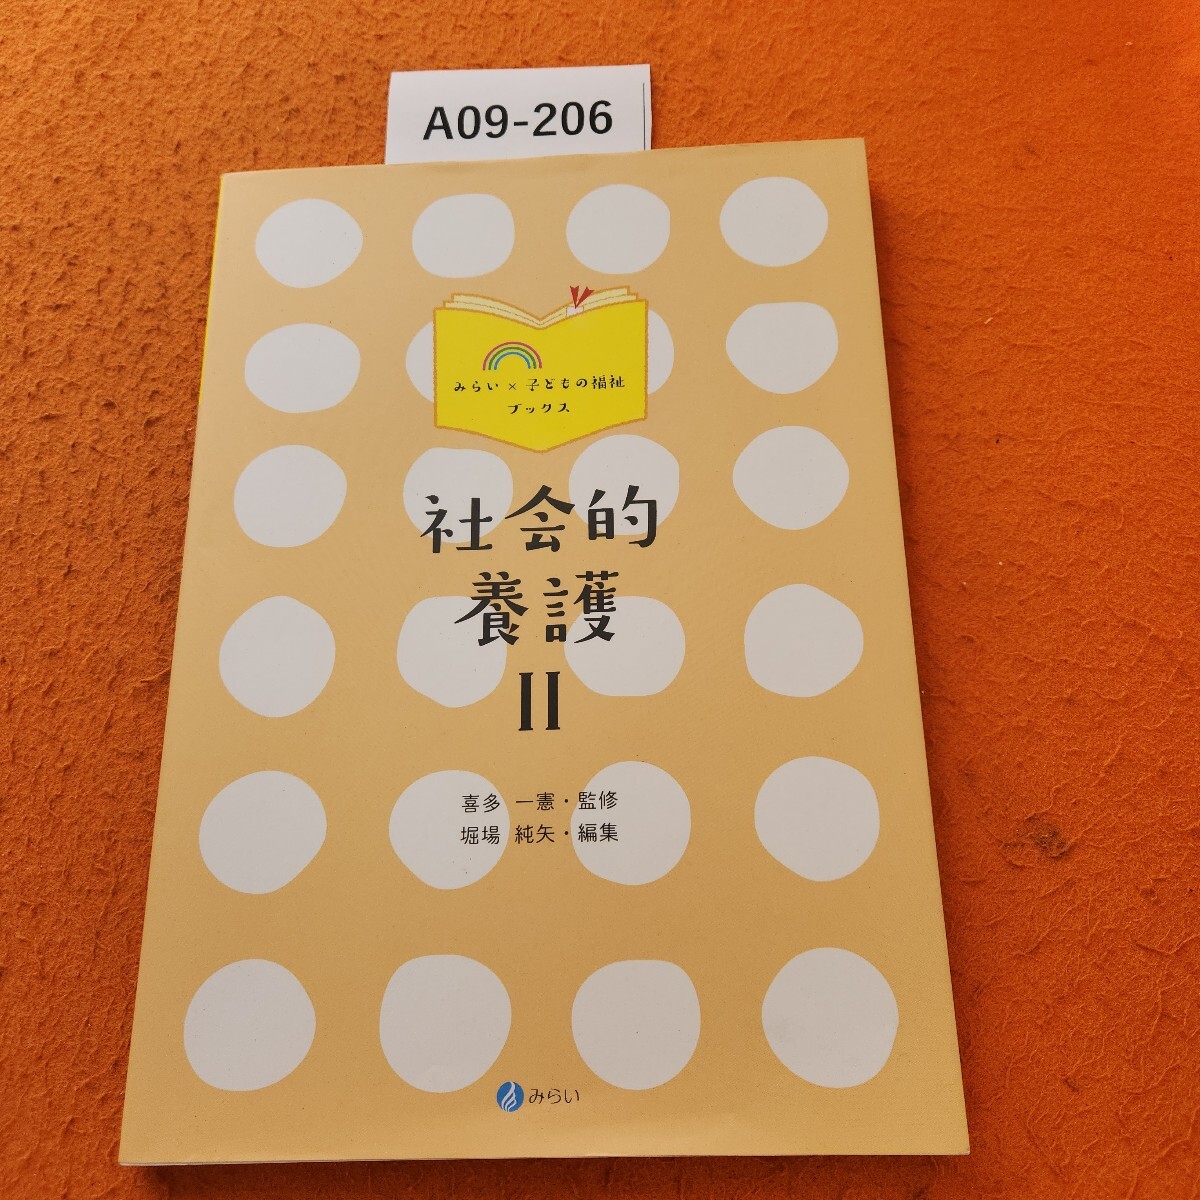 A09-206
みらい×子どもの福祉
ブックス
社会的
養護
II
喜多 一憲・監修
堀場 純矢・編集
みらい